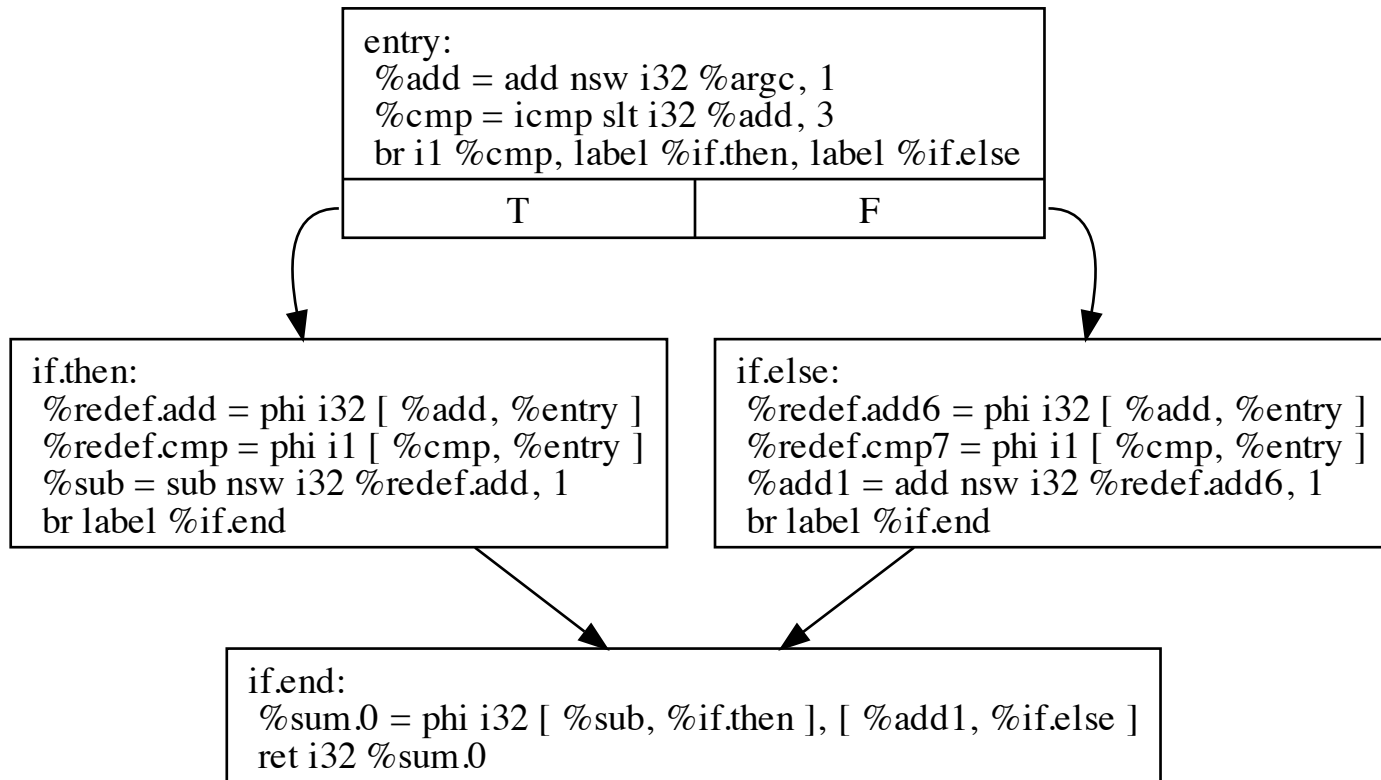 entry:
%add = add nsw i32 %argc, 1
%cmp = icmp slt i32 %add, 3
br i1 %cmp, label %if.then, label %if.else
T
F
if.then:
%redef.add = phi i32 [ %add, %entry ]
%redef.cmp = phi i1 [ %cmp, %entry ]
%sub = sub nsw i32 %redef.add, 1
br label %if.end
if.else:
%redef.add6 = phi i32 [ %add, %entry ]
%redef.cmp7 = phi i1 [ %cmp, %entry ]
%add1 = add nsw i32 %redef.add6, 1
br label %if.end
if.end:
%sum.0 = phi i32 [ %sub, %if.then ], [ %add1, %if.else ]
ret i32 %sum.0